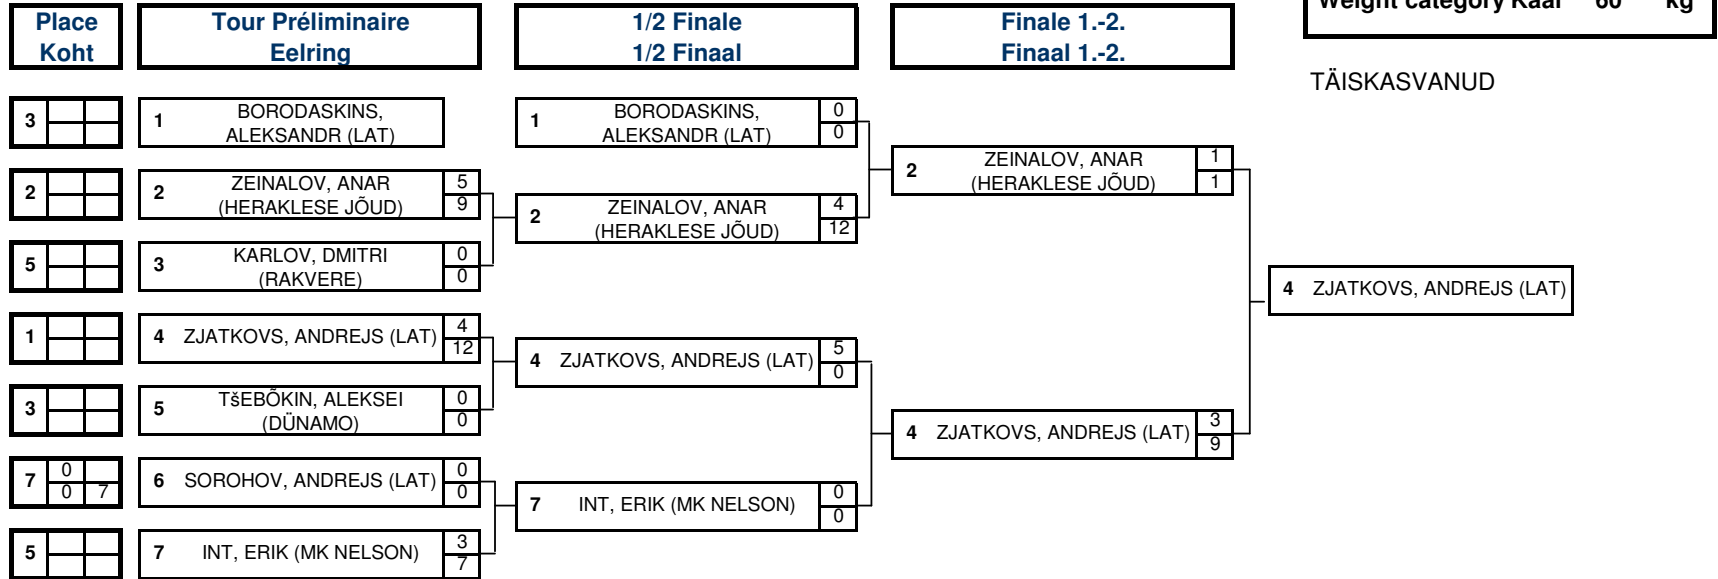 Weight category Kaal 60 kg
Place Tour Préliminaire 1/2 Finale Finale 1.-2.
Koht Eelring 1/2 Finaal Finaal 1.-2.
TÄISKASVANUD
3 1 BORODASKINS, ALEKSANDR (LAT)
2 2 ZEINALOV, ANAR (HERAKLESE JÕUD) 5 9
5 3 KARLOV, DMITRI (RAKVERE) 0 0
1 4 ZJATKOVS, ANDREJS (LAT) 4 12
3 5 TšEBÕKIN, ALEKSEI (DÜNAMO) 0 0
7 0 0 7 6 SOROHOV, ANDREJS (LAT) 0 0
5 7 INT, ERIK (MK NELSON) 3 7
1 BORODASKINS, ALEKSANDR (LAT) 0 0
2 ZEINALOV, ANAR (HERAKLESE JÕUD) 4 12
4 ZJATKOVS, ANDREJS (LAT) 5 0
7 INT, ERIK (MK NELSON) 0 0
2 ZEINALOV, ANAR (HERAKLESE JÕUD) 1 1
4 ZJATKOVS, ANDREJS (LAT) 3 9
4 ZJATKOVS, ANDREJS (LAT)